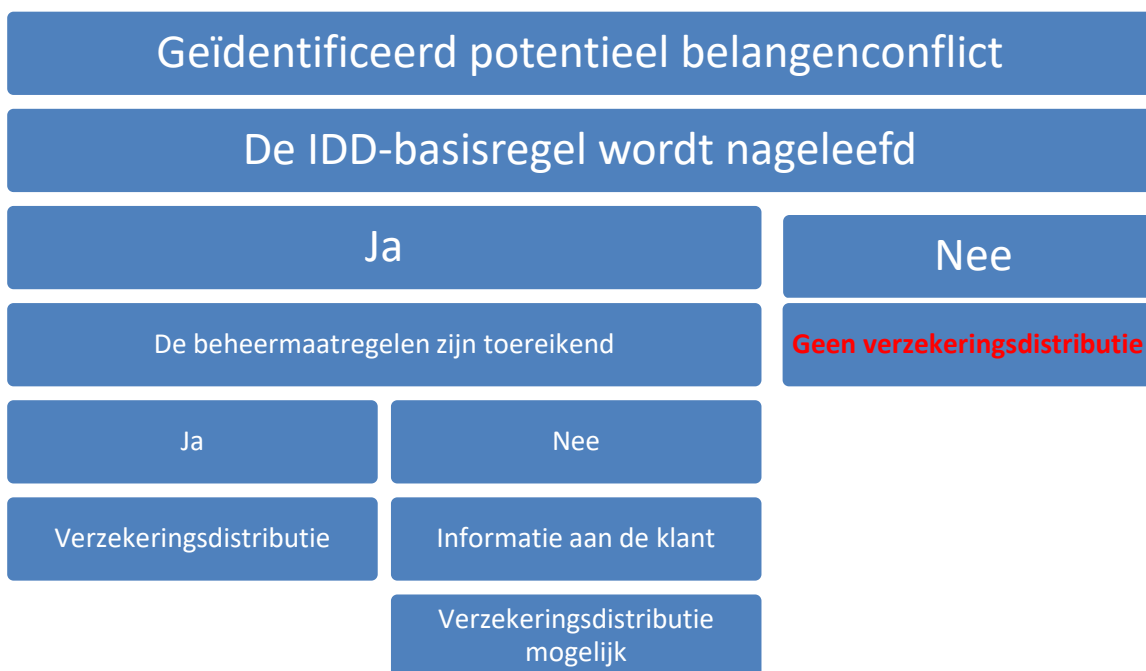 Geïdentificeerd potentieel belangenconflict
De IDD-basisregel wordt nageleefd
Ja
Nee
De beheermaatregelen zijn toereikend
Geen verzekeringsdistributie
Ja
Nee
Verzekeringsdistributie
Informatie aan de klant
Verzekeringsdistributie
mogelijk